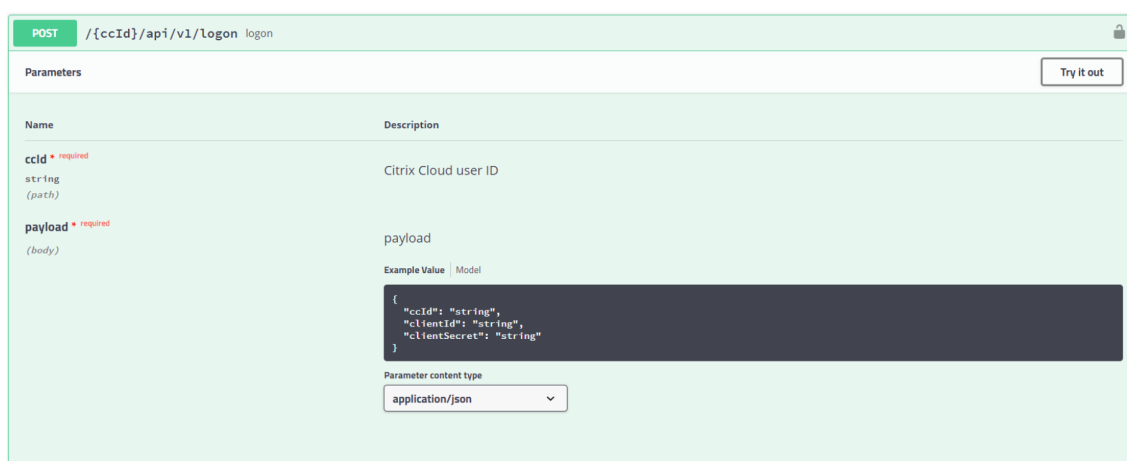 POST /{ccId}/api/v1/logon logon
Parameters
Try it out
Name Description
ccId * required
string
(path)
Citrix Cloud user ID
payload * required
(body)
payload
Example Value Model
{
"ccId": "string",
"clientId": "string",
"clientSecret": "string"
}
Parameter content type
application/json